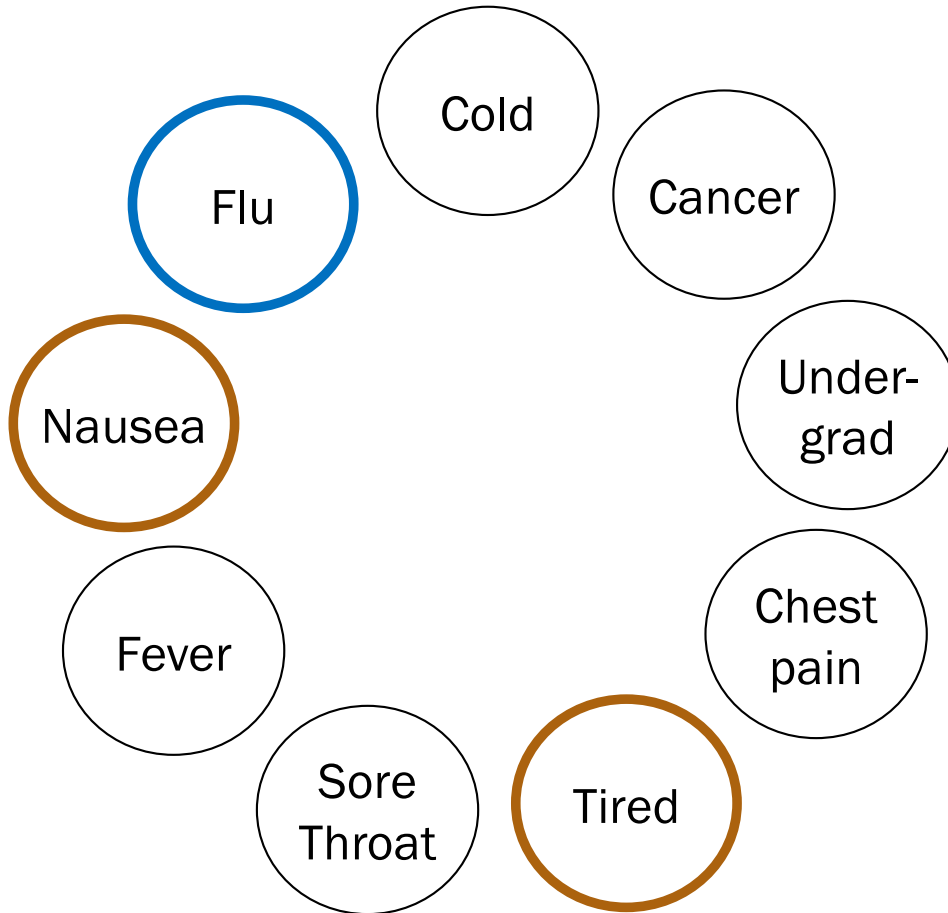 Cold
Flu
Cancer
Under-
grad
Nausea
Chest
pain
Fever
Sore
Throat
Tired